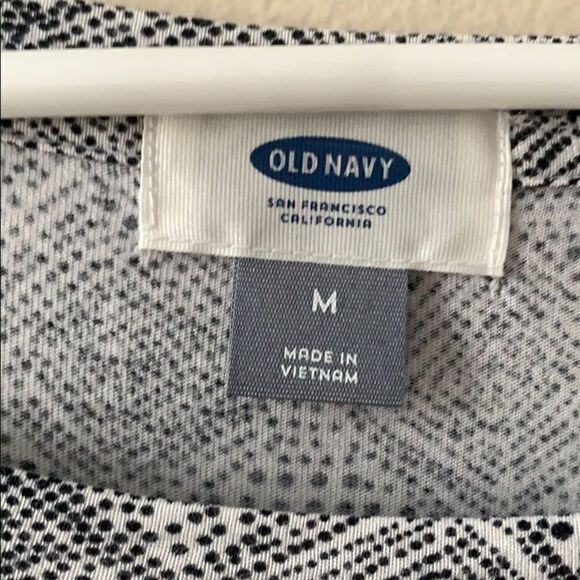 OLD NAVY
SAN FRANCISCO
CALIFORNIA
M
MADE IN
VIETNAM